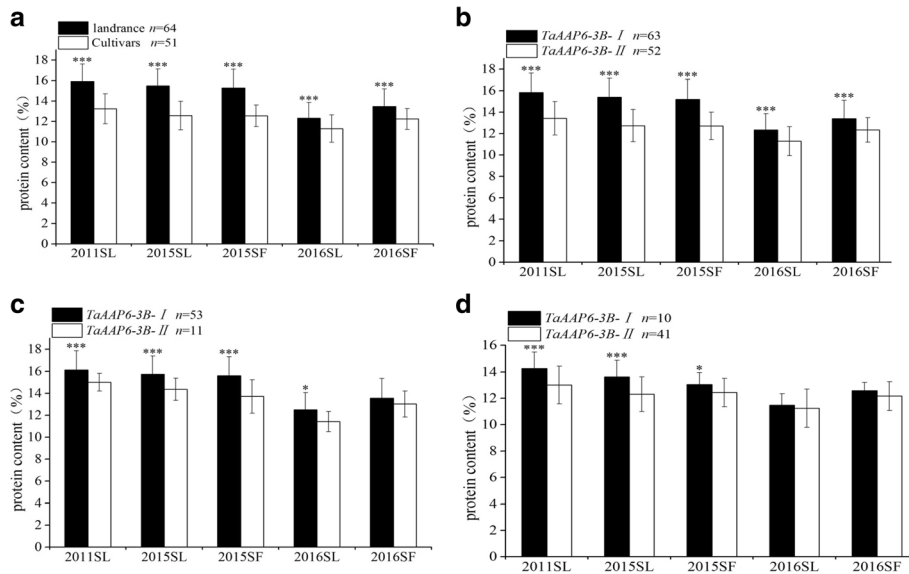 a
landrance n=64
Cultivars n=51
protein content (%)
18
16
14
12
10
8
6
4
2
0
*** *** *** *** ***
2011SL 2015SL 2015SF 2016SL 2016SF
b
TaAAP6-3B-Ⅰ n=63
TaAAP6-3B-Ⅱ n=52
protein content (%)
18
16
14
12
10
8
6
4
2
0
*** *** *** *** ***
2011SL 2015SL 2015SF 2016SL 2016SF
c
TaAAP6-3B-Ⅰ n=53
TaAAP6-3B-Ⅱ n=11
protein content (%)
18
16
14
12
10
8
6
4
2
0
*** *** *** *
2011SL 2015SL 2015SF 2016SL 2016SF
d
TaAAP6-3B-Ⅰ n=10
TaAAP6-3B-Ⅱ n=41
protein content (%)
16
14
12
10
8
6
4
2
0
*** *** *
2011SL 2015SL 2015SF 2016SL 2016SF